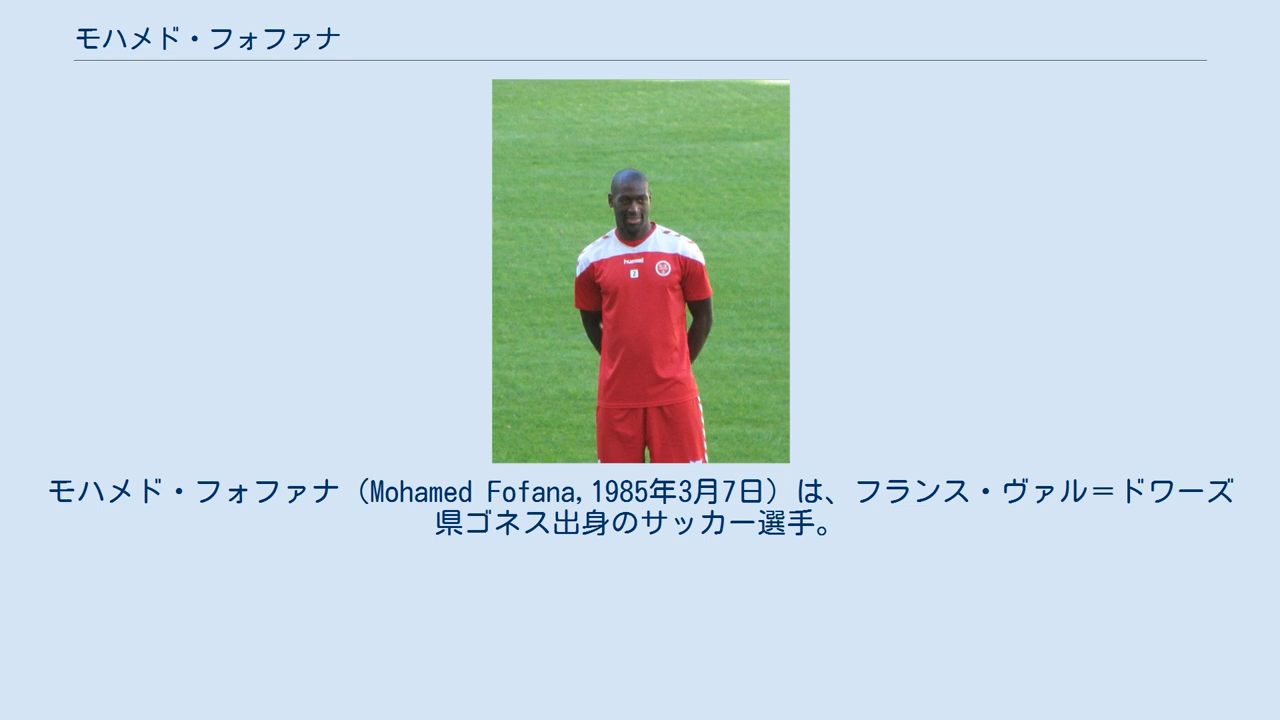 モハメド・フォファナ
hummel
モハメド・フォファナ（Mohamed Fofana,1985年3月7日）は、フランス・ヴァル＝ドワーズ
県ゴネス出身のサッカー選手。